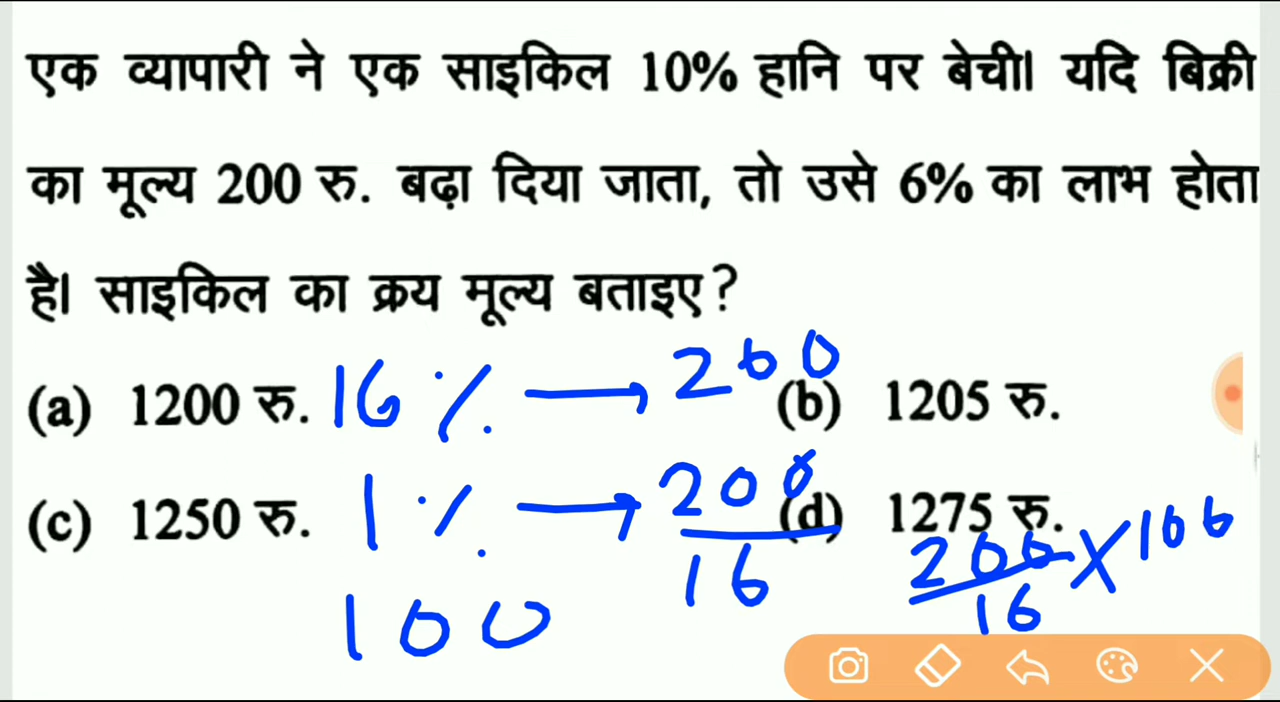 एक व्यापारी ने एक साइकिल 10% हानि पर बेची। यदि बिक्री
का मूल्य 200 रु. बढ़ा दिया जाता, तो उसे 6% का लाभ होता
है। साइकिल का क्रय मूल्य बताइए?
(a) 1200 रु. 16 % → 200 (b) 1205 रु.
(c) 1250 रु. 1 % → 200/16 (d) 1275 रु.
100 200/16 × 100